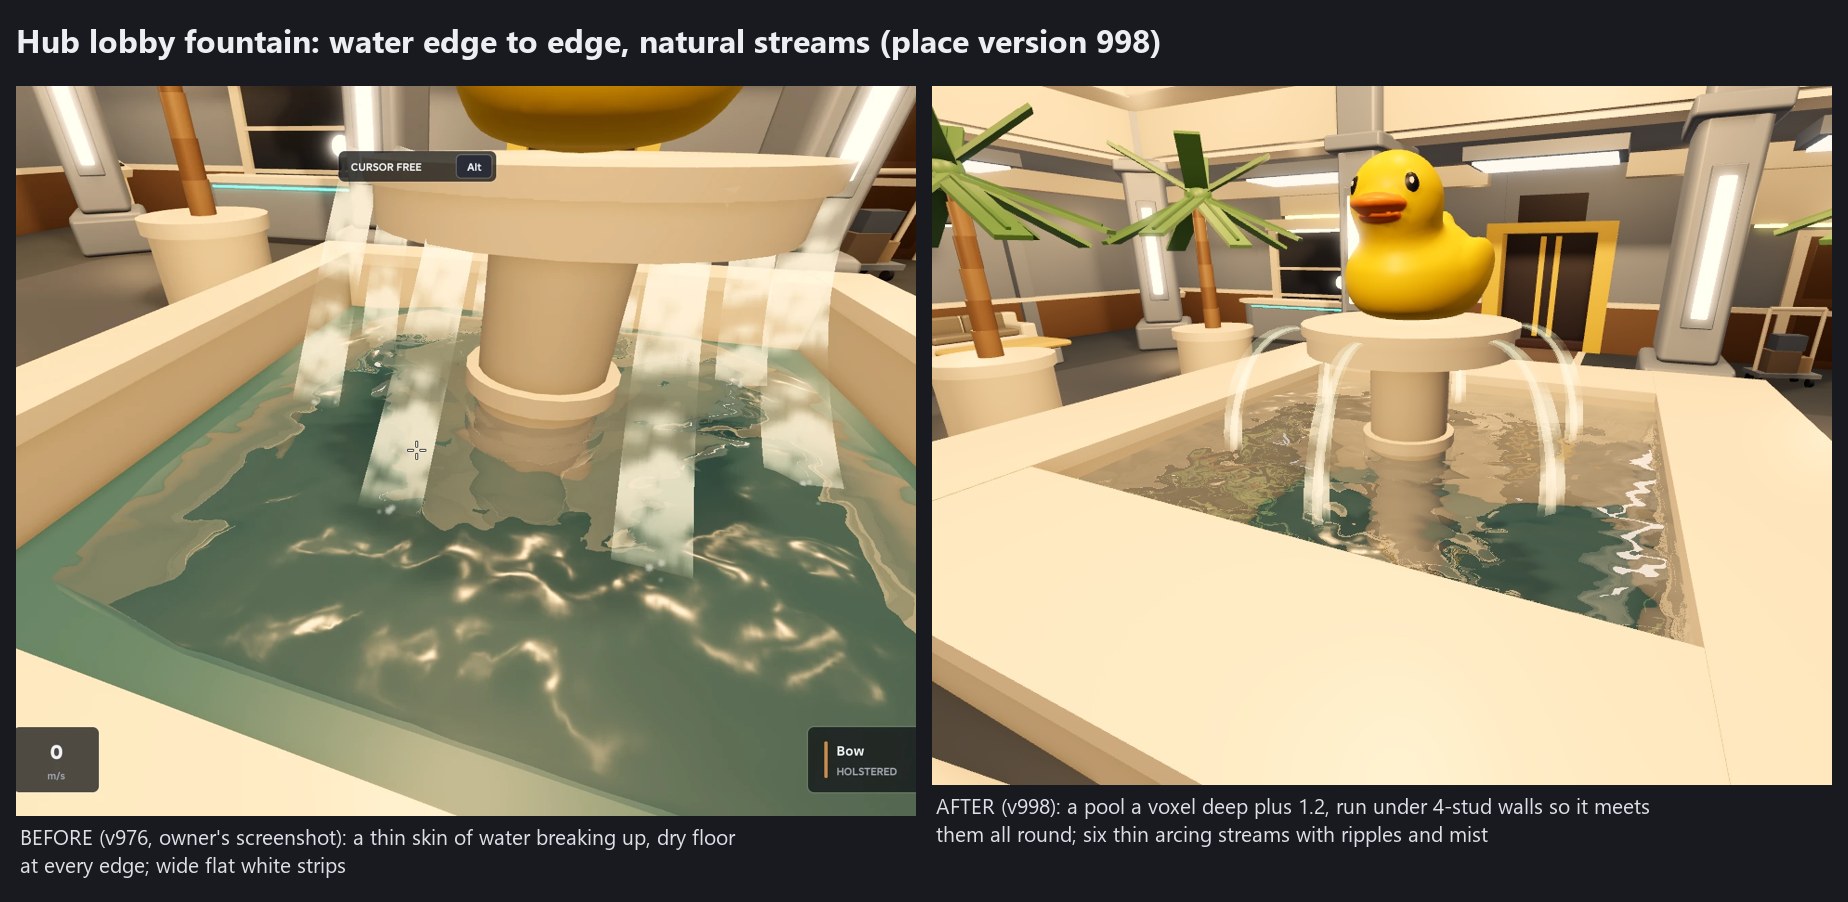 Hub lobby fountain: water edge to edge, natural streams (place version 998)
CURSOR FREE Alt
0
m/s
Bow
HOLSTERED
BEFORE (v976, owner's screenshot): a thin skin of water breaking up, dry floor
at every edge; wide flat white strips
AFTER (v998): a pool a voxel deep plus 1.2, run under 4-stud walls so it meets
them all round; six thin arcing streams with ripples and mist